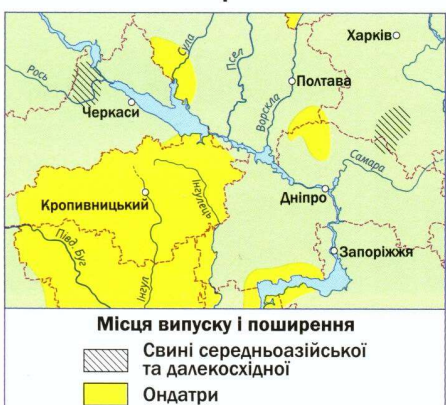 Харків
Рось
Сула
Псел
Ворскла
Полтава
Черкаси
Самара
Кропивницький
Інгулець
Дніпро
Півд. Буг
Інгул
Запоріжжя
Місця випуску і поширення
Свині середньоазійської
та далекосхідної
Ондатри